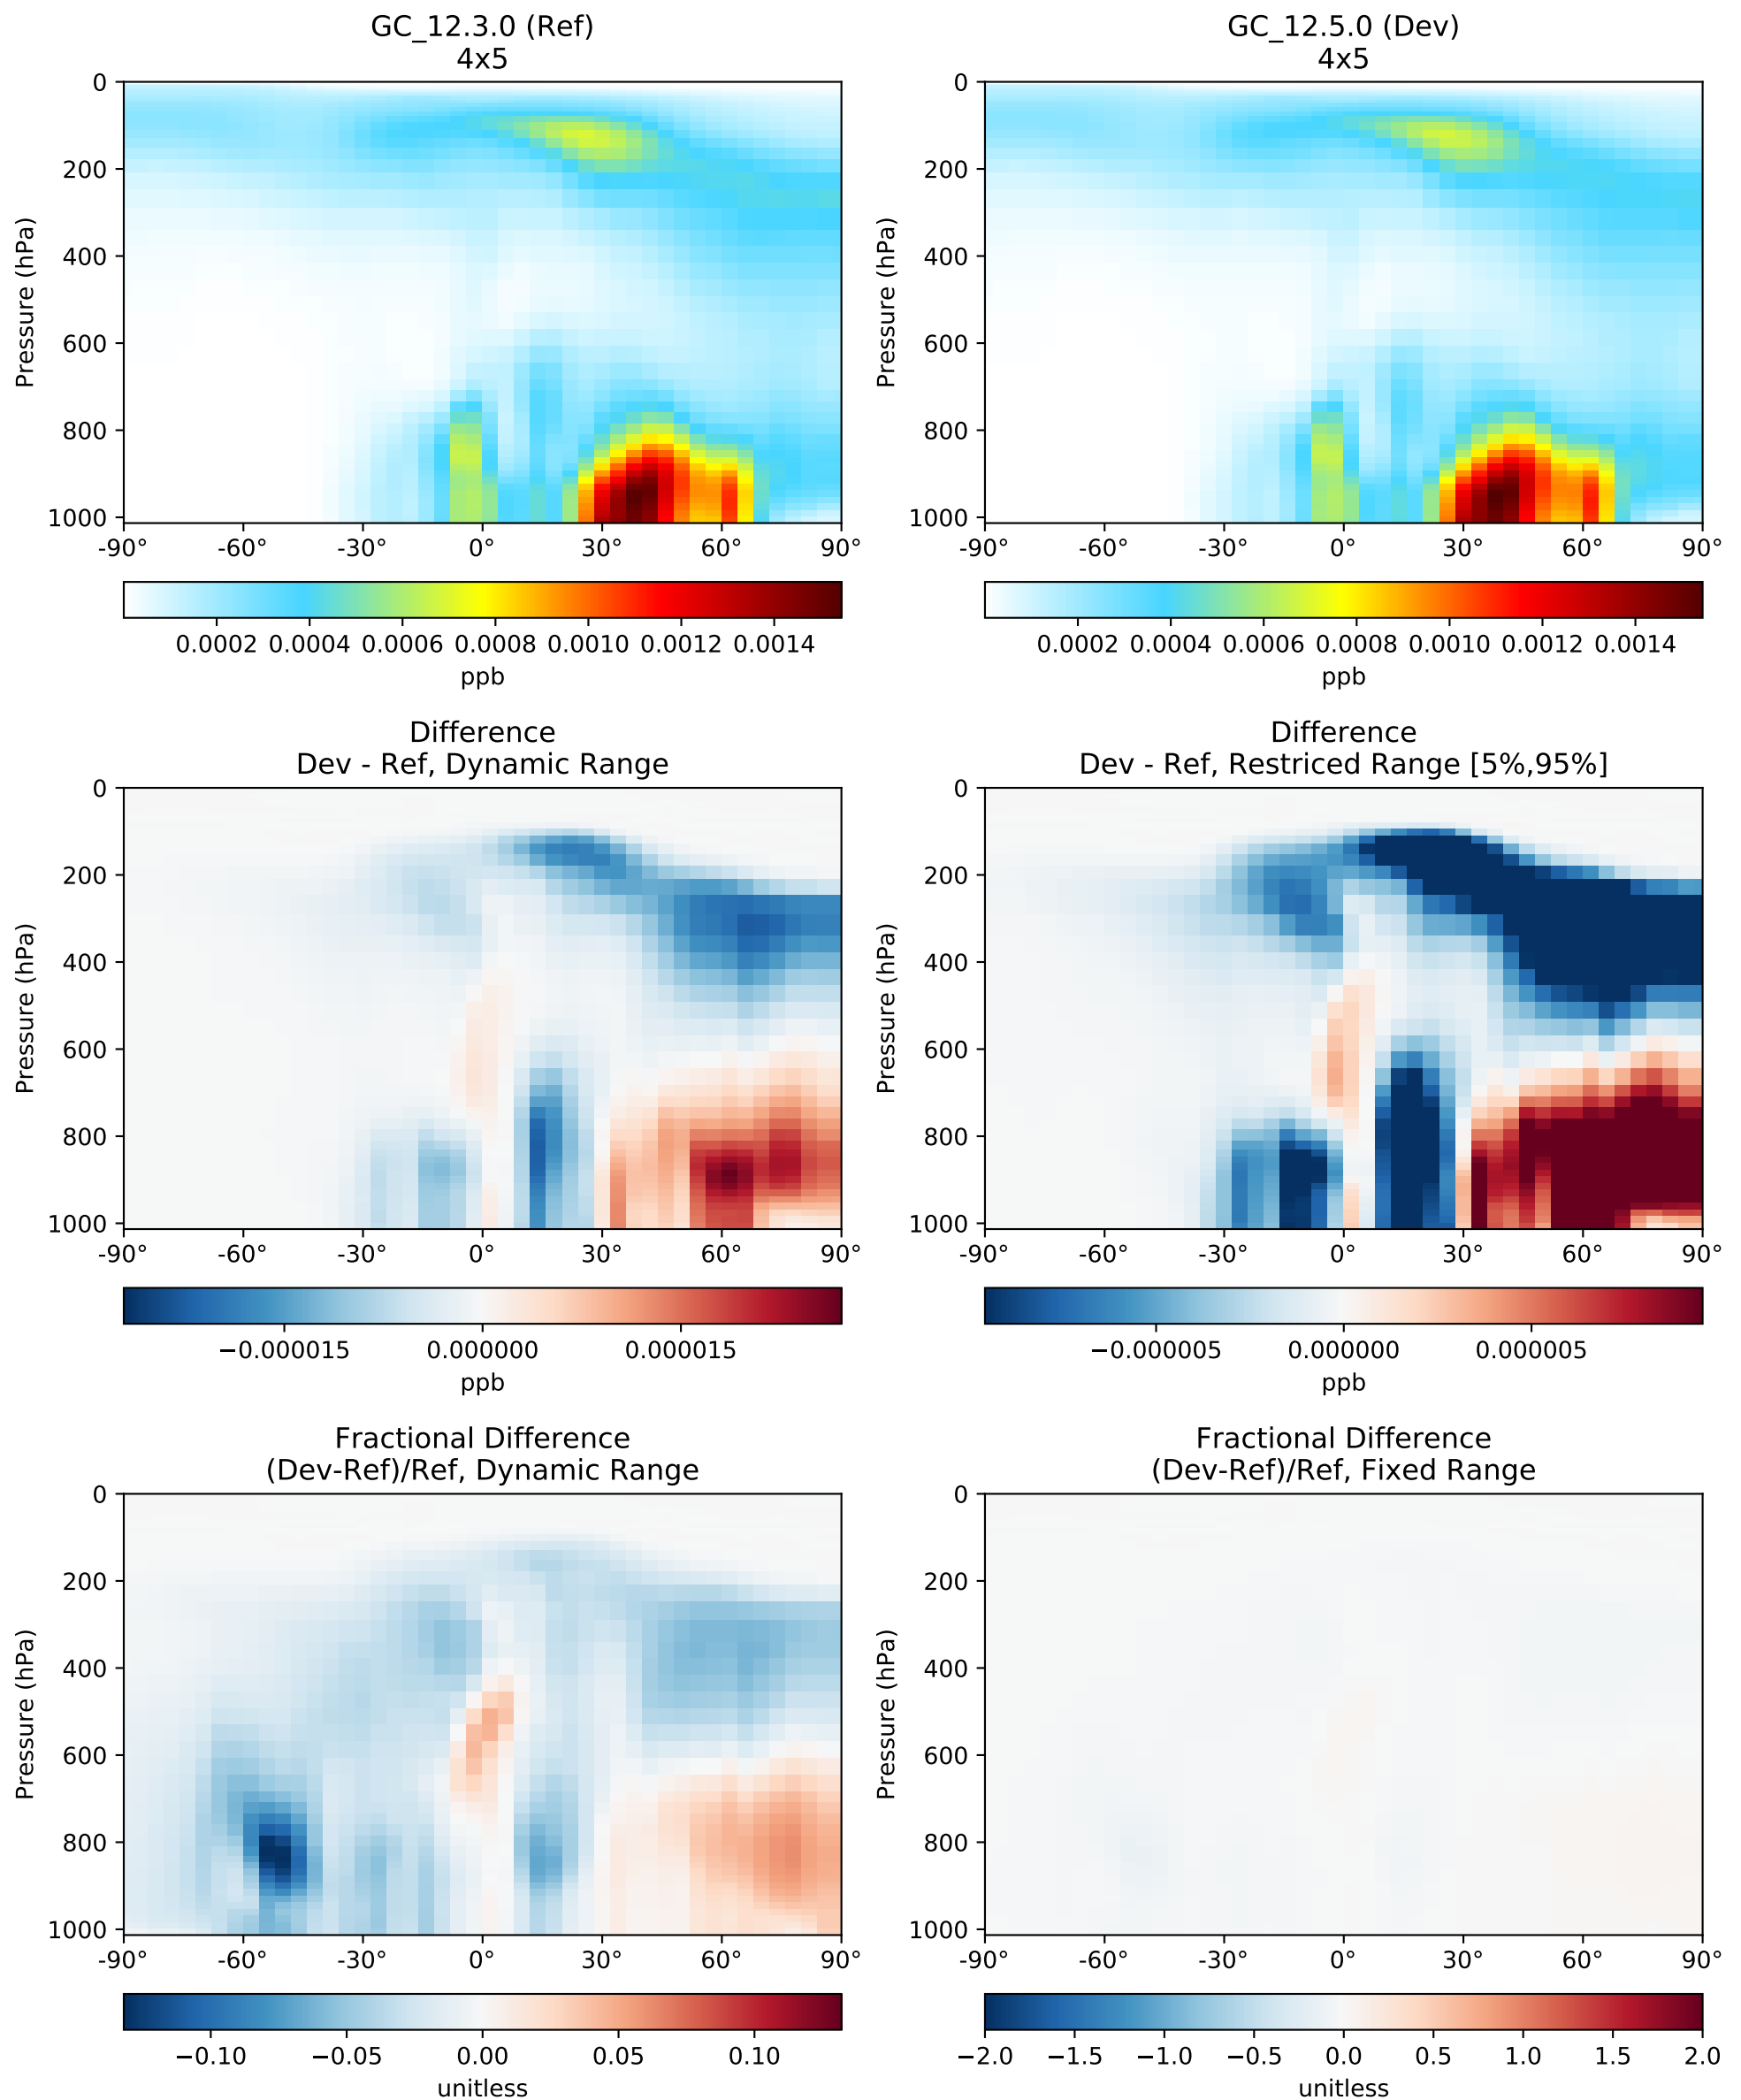 GC_12.3.0 (Ref)
4x5
GC_12.5.0 (Dev)
4x5
Pressure (hPa)
0
200
400
600
800
1000
-90° -60° -30° 0° 30° 60° 90°
0.0002 0.0004 0.0006 0.0008 0.0010 0.0012 0.0014
ppb
Pressure (hPa)
0
200
400
600
800
1000
-90° -60° -30° 0° 30° 60° 90°
0.0002 0.0004 0.0006 0.0008 0.0010 0.0012 0.0014
ppb
Difference
Dev - Ref, Dynamic Range
Difference
Dev - Ref, Restriced Range [5%,95%]
Pressure (hPa)
0
200
400
600
800
1000
-90° -60° -30° 0° 30° 60° 90°
−0.000015 0.000000 0.000015
ppb
Pressure (hPa)
0
200
400
600
800
1000
-90° -60° -30° 0° 30° 60° 90°
−0.000005 0.000000 0.000005
ppb
Fractional Difference
(Dev-Ref)/Ref, Dynamic Range
Fractional Difference
(Dev-Ref)/Ref, Fixed Range
Pressure (hPa)
0
200
400
600
800
1000
-90° -60° -30° 0° 30° 60° 90°
−0.10 −0.05 0.00 0.05 0.10
unitless
Pressure (hPa)
0
200
400
600
800
1000
-90° -60° -30° 0° 30° 60° 90°
−2.0 −1.5 −1.0 −0.5 0.0 0.5 1.0 1.5 2.0
unitless